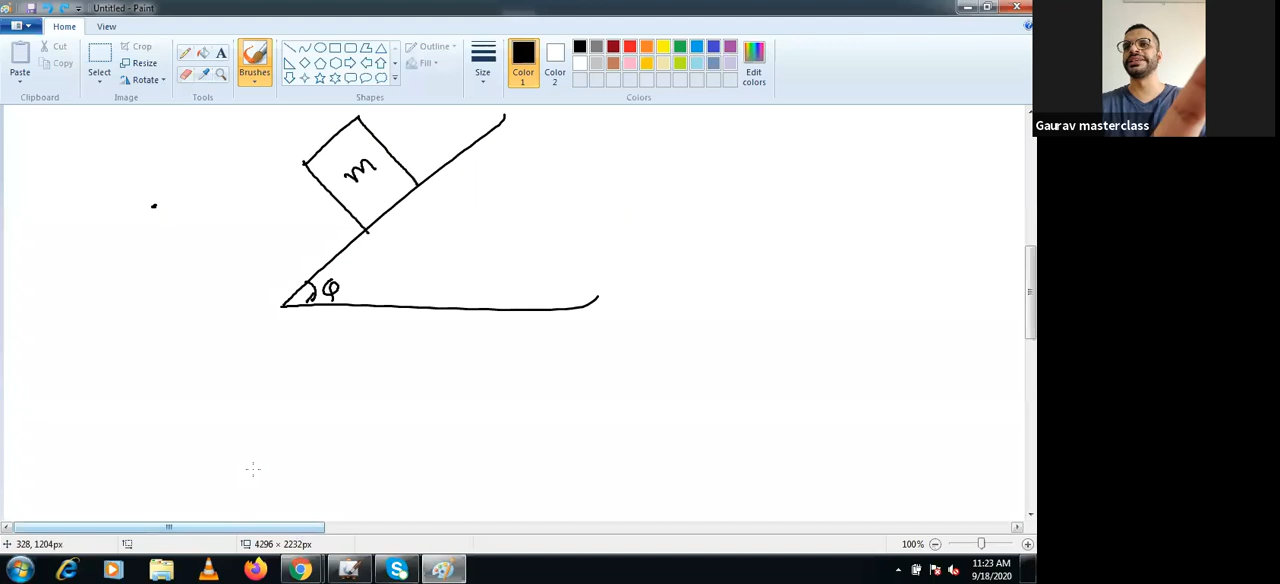 Untitled - Paint
Home View
Paste
Cut
Copy
Clipboard
Select
Crop
Resize
Rotate
Image
Tools
Brushes
Shapes
Outline
Fill
Size
Color 1
Color 2
Edit colors
Colors
Gaurav masterclass
m
φ
328, 1204px
4296 × 2232px
100%
11:23 AM
9/18/2020